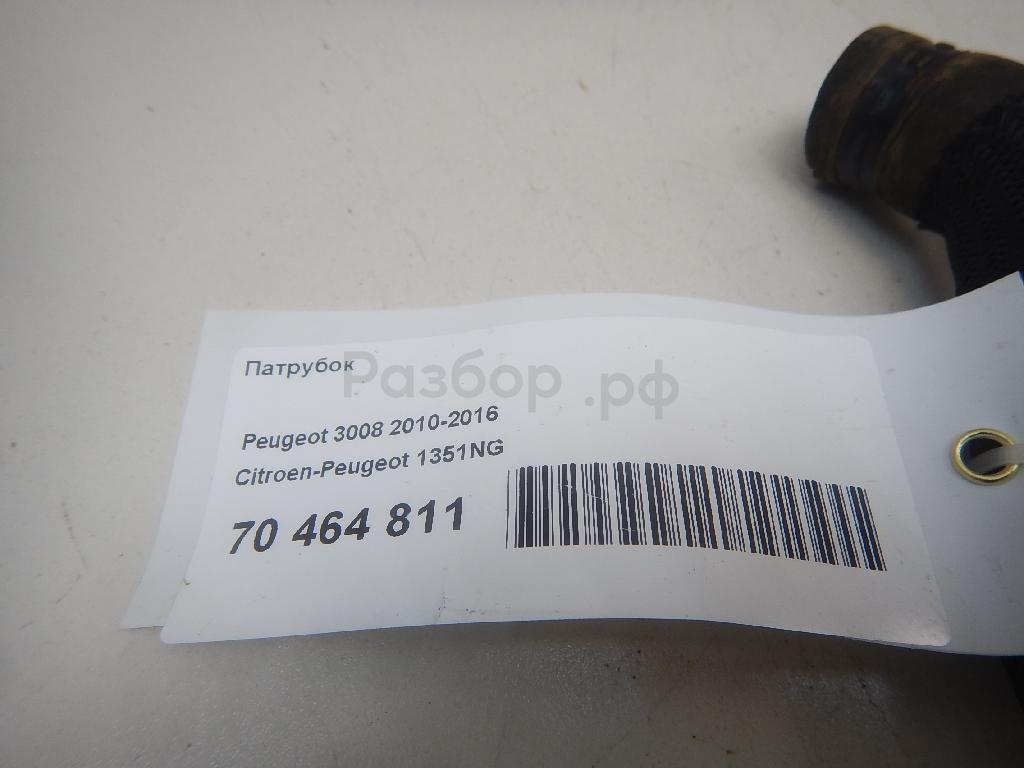 Патрубок
Разбор .рф
Peugeot 3008 2010-2016
Citroen-Peugeot 1351NG
70 464 811